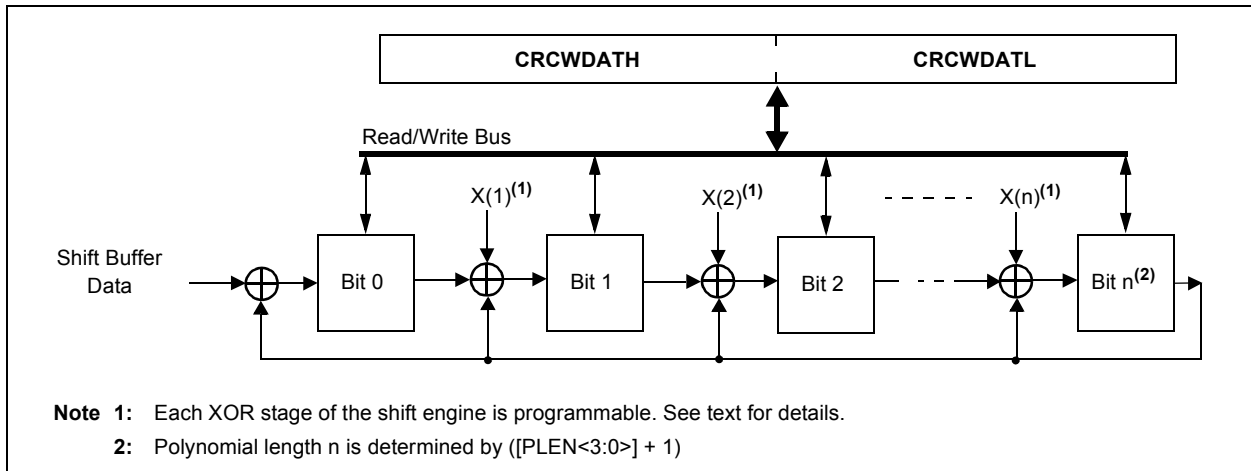 CRCWDATH CRCWDATL
Read/Write Bus
X(1)(1) X(2)(1) X(n)(1)
Shift Buffer
Data
Bit 0 Bit 1 Bit 2 Bit n(2)
Note 1: Each XOR stage of the shift engine is programmable. See text for details.
2: Polynomial length n is determined by ([PLEN<3:0>] + 1)